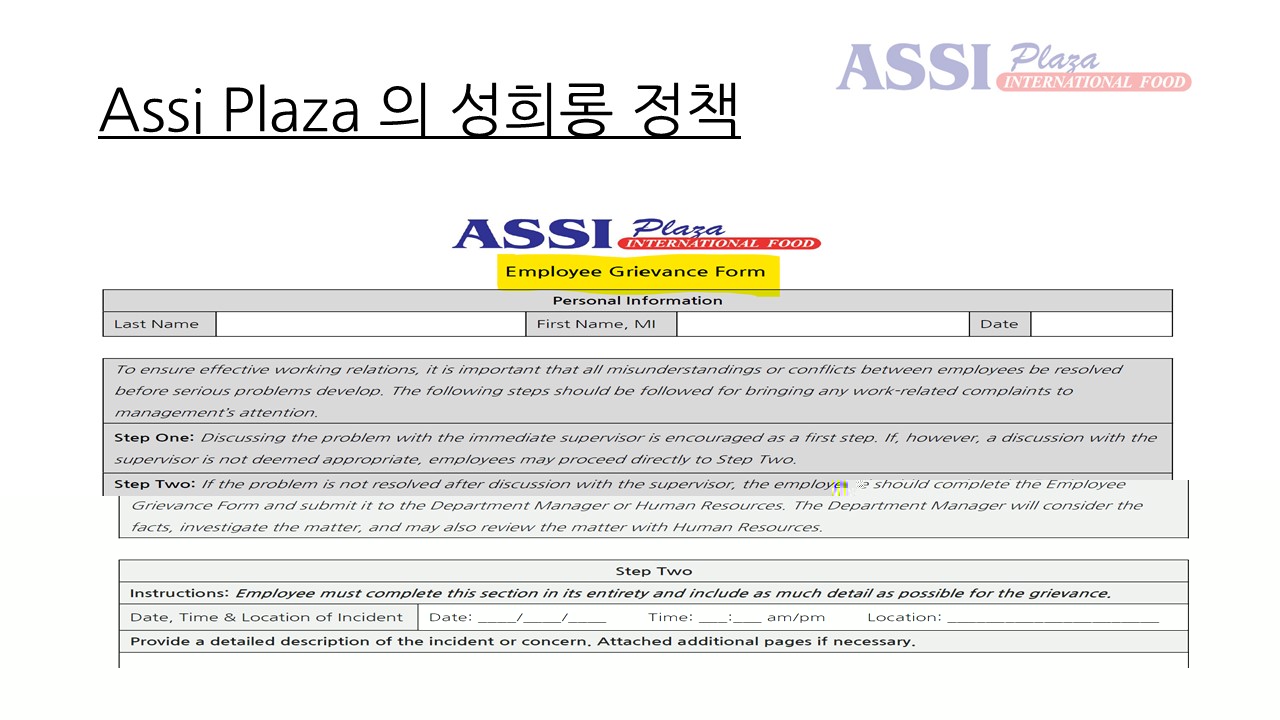 ASSI Plaza
INTERNATIONAL FOOD
Assi Plaza 의 성희롱 정책
ASSI Plaza
INTERNATIONAL FOOD
Employee Grievance Form
Personal Information
Last Name First Name, MI Date
To ensure effective working relations, it is important that all misunderstandings or conflicts between employees be resolved
before serious problems develop. The following steps should be followed for bringing any work-related complaints to
management's attention.
Step One: Discussing the problem with the immediate supervisor is encouraged as a first step. If, however, a discussion with the
supervisor is not deemed appropriate, employees may proceed directly to Step Two.
Step Two: If the problem is not resolved after discussion with the supervisor, the should complete the Employee
Grievance Form and submit it to the Department Manager or Human Resources. The Department Manager will consider the
facts, investigate the matter, and may also review the matter with Human Resources.
Step Two
Instructions: Employee must complete this section in its entirety and include as much detail as possible for the grievance.
Date, Time & Location of Incident Date: ____/____/____ Time: ___:___ am/pm Location: ______________________
Provide a detailed description of the incident or concern. Attached additional pages if necessary.